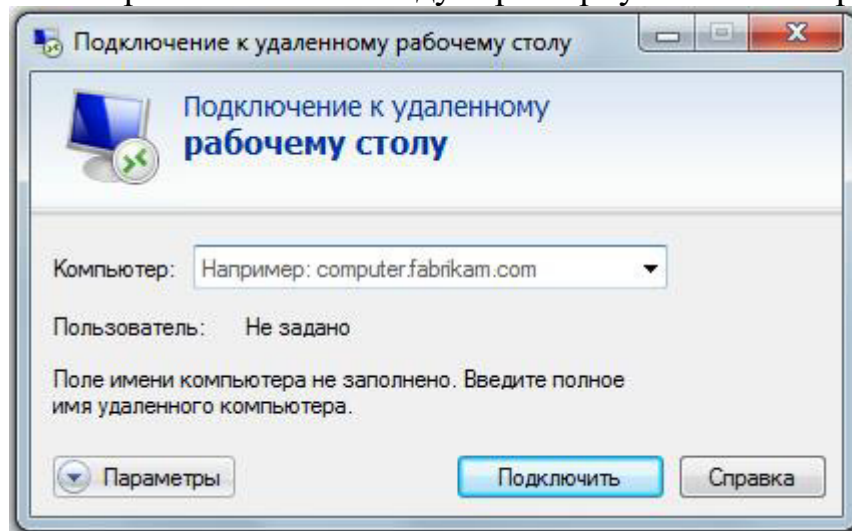 Подключение к удаленному рабочему столу
Подключение к удаленному
рабочему столу
Компьютер: Например: computer.fabrikam.com
Пользователь: Не задано
Поле имени компьютера не заполнено. Введите полное
имя удаленного компьютера.
Параметры Подключить Справка